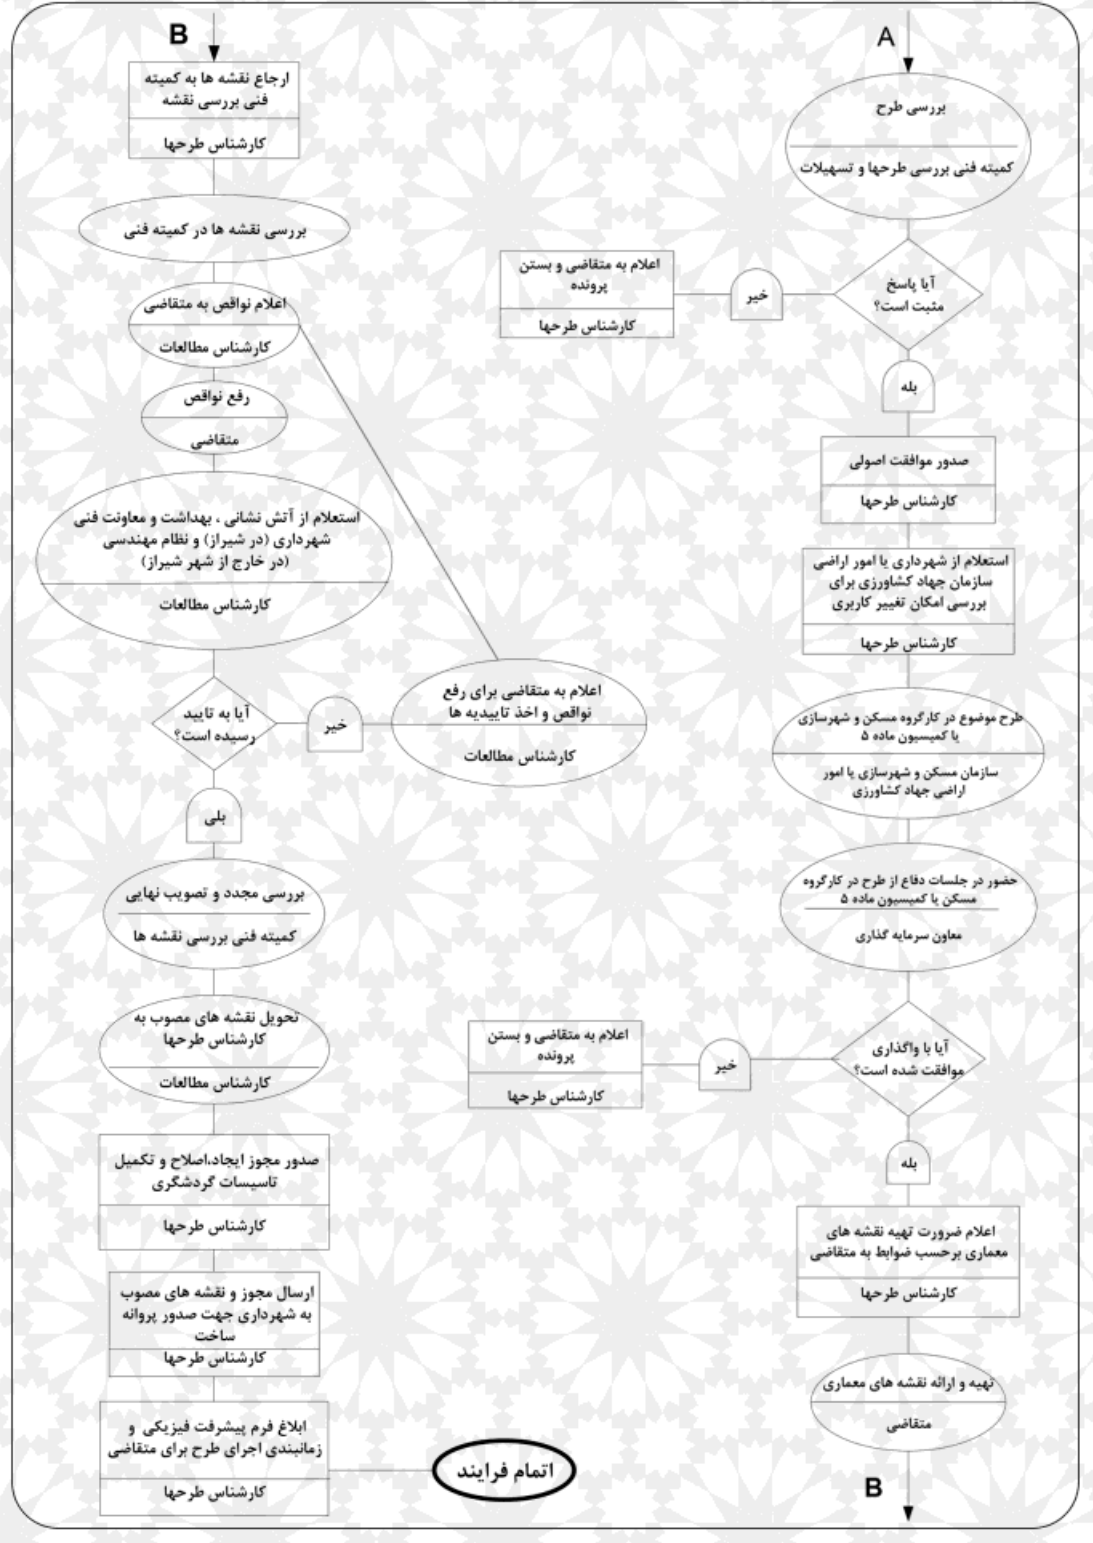 A
بررسی طرح
کمیته فنی بررسی طرحها و تسهیلات
آیا پاسخ
مثبت است؟
خیر
اعلام به متقاضی و بستن
پرونده
کارشناس طرحها
بله
صدور موافقت اصولی
کارشناس طرحها
استعلام از شهرداری یا امور اراضی
سازمان جهاد کشاورزی برای
بررسی امکان تغییر کاربری
کارشناس طرحها
طرح موضوع در کارگروه مسکن و شهرسازی
یا کمیسیون ماده ۵
سازمان مسکن و شهرسازی یا امور
اراضی جهاد کشاورزی
حضور در جلسات دفاع از طرح در کارگروه
مسکن یا کمیسیون ماده ۵
معاون سرمایه گذاری
آیا با واگذاری
موافقت شده است؟
خیر
اعلام به متقاضی و بستن
پرونده
کارشناس طرحها
بله
اعلام ضرورت تهیه نقشه های
معماری برحسب ضوابط به متقاضی
کارشناس طرحها
تهیه و ارائه نقشه های معماری
متقاضی
B
B
ارجاع نقشه ها به کمیته
فنی بررسی نقشه
کارشناس طرحها
بررسی نقشه ها در کمیته فنی
اعلام نواقص به متقاضی
کارشناس مطالعات
رفع نواقص
متقاضی
استعلام از آتش نشانی ، بهداشت و معاونت فنی
شهرداری (در شیراز) و نظام مهندسی
(در خارج از شهر شیراز)
کارشناس مطالعات
آیا به تایید
رسیده است؟
خیر
اعلام به متقاضی برای رفع
نواقص و اخذ تاییدیه ها
کارشناس مطالعات
بلی
بررسی مجدد و تصویب نهایی
کمیته فنی بررسی نقشه ها
تحویل نقشه های مصوب به
کارشناس طرحها
کارشناس مطالعات
صدور مجوز ایجاد،اصلاح و تکمیل
تاسیسات گردشگری
کارشناس طرحها
ارسال مجوز و نقشه های مصوب
به شهرداری جهت صدور پروانه
ساخت
کارشناس طرحها
ابلاغ فرم پیشرفت فیزیکی و
زمانبندی اجرای طرح برای متقاضی
کارشناس طرحها
اتمام فرایند